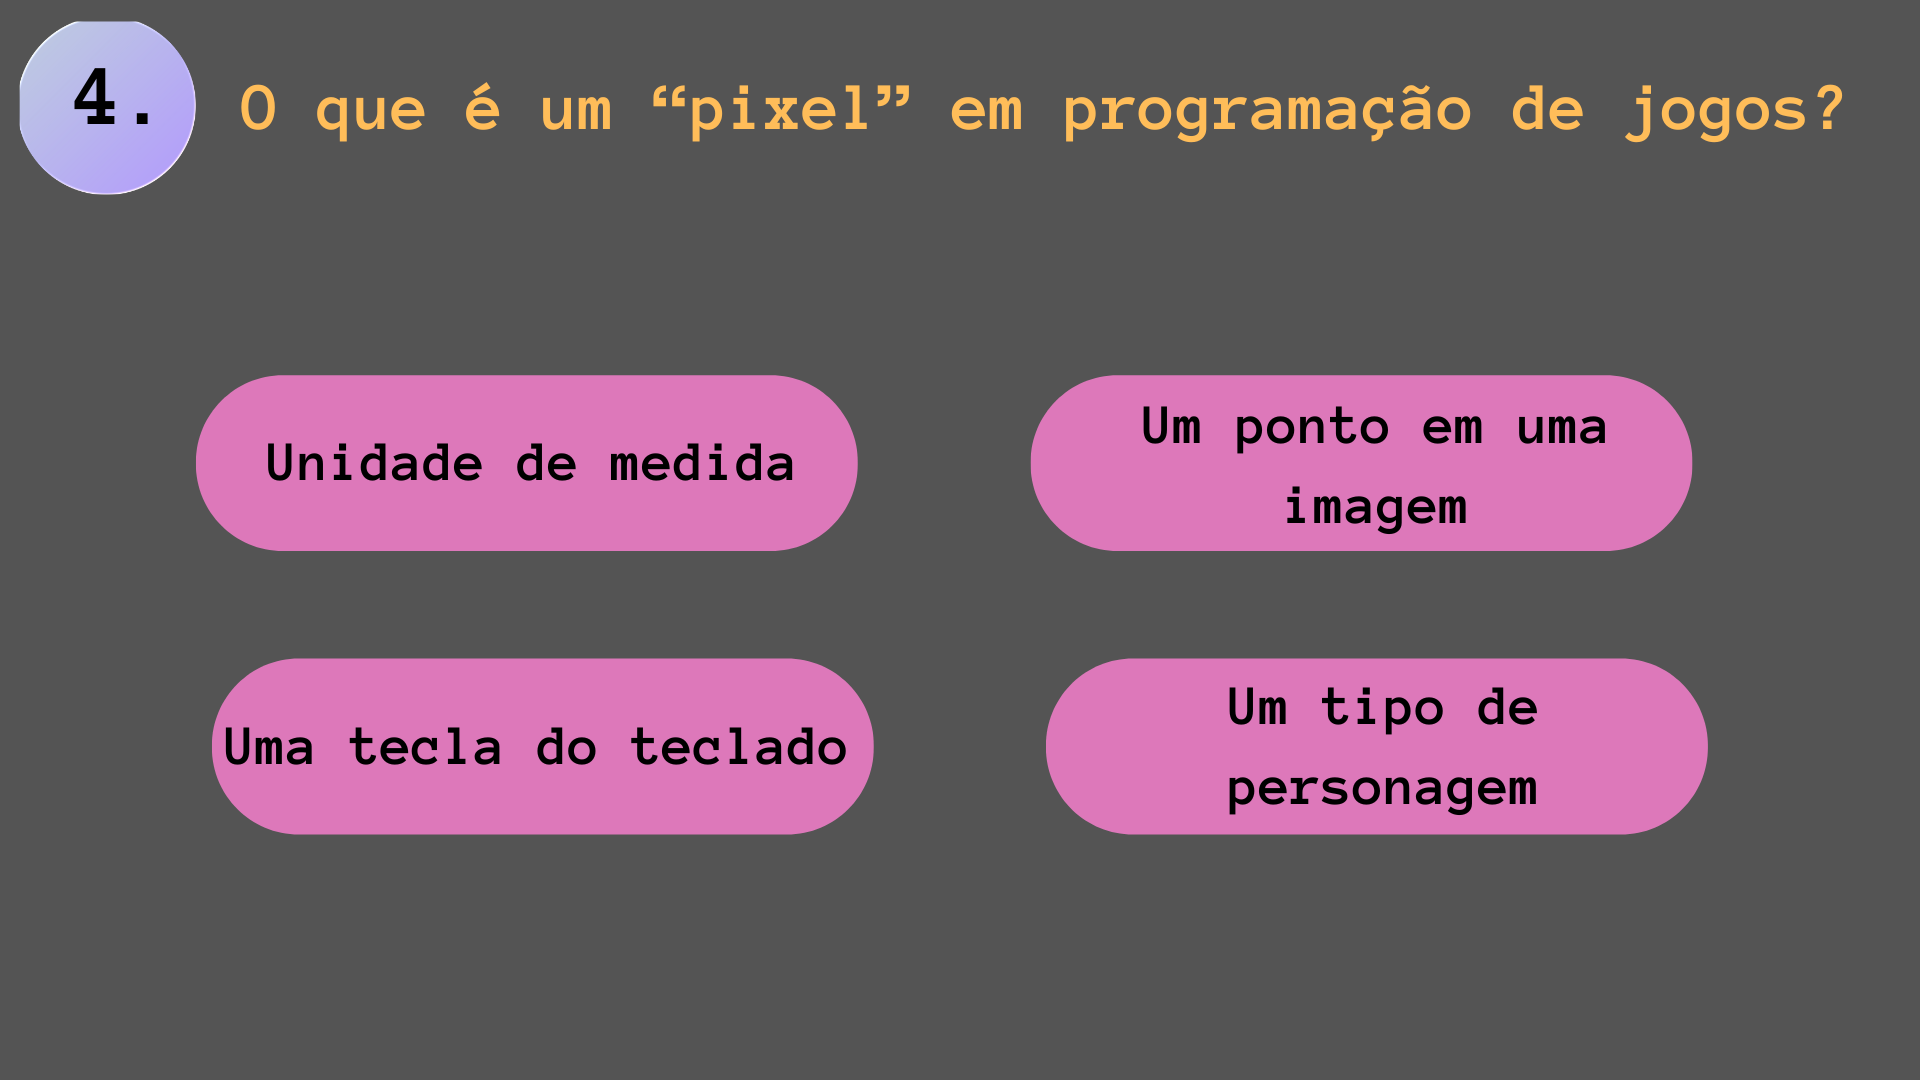 4.
O que é um “pixel” em programação de jogos?
Unidade de medida
Um ponto em uma
imagem
Uma tecla do teclado
Um tipo de
personagem